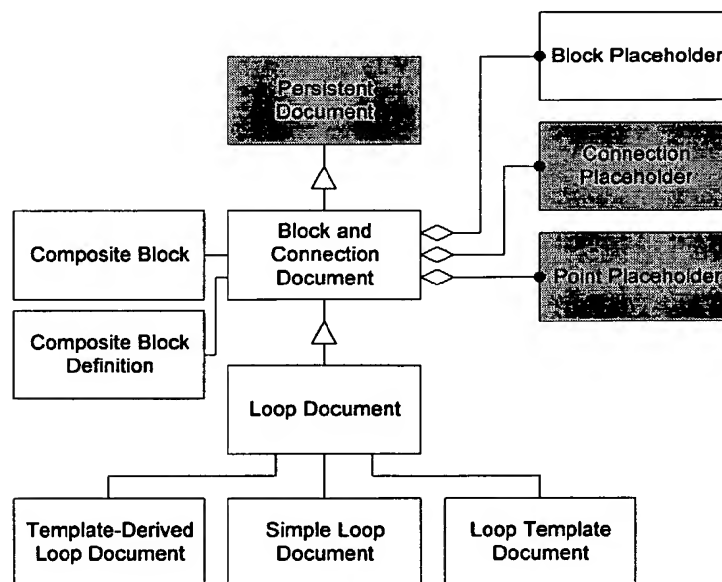 Block Placeholder
Persistent
Document
Connection
Placeholder
Block and
Connection
Document
Composite Block
Point Placeholder
Composite Block
Definition
Loop Document
Template-Derived
Loop Document
Simple Loop
Document
Loop Template
Document